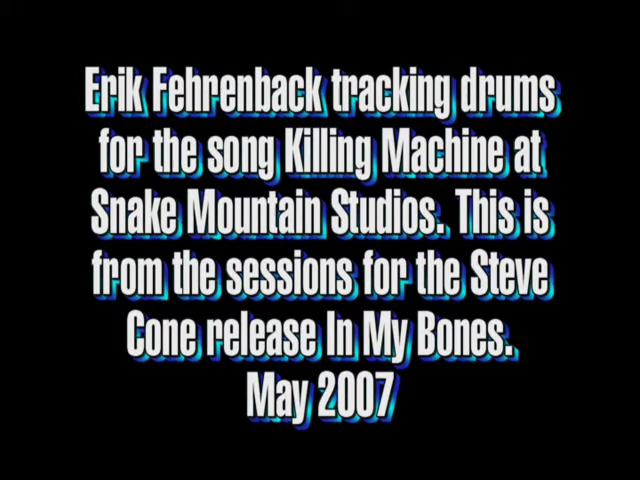 Erik Fehrenback tracking drums
for the song Killing Machine at
Snake Mountain Studios. This is
from the sessions for the Steve
Cone release In My Bones.
May 2007